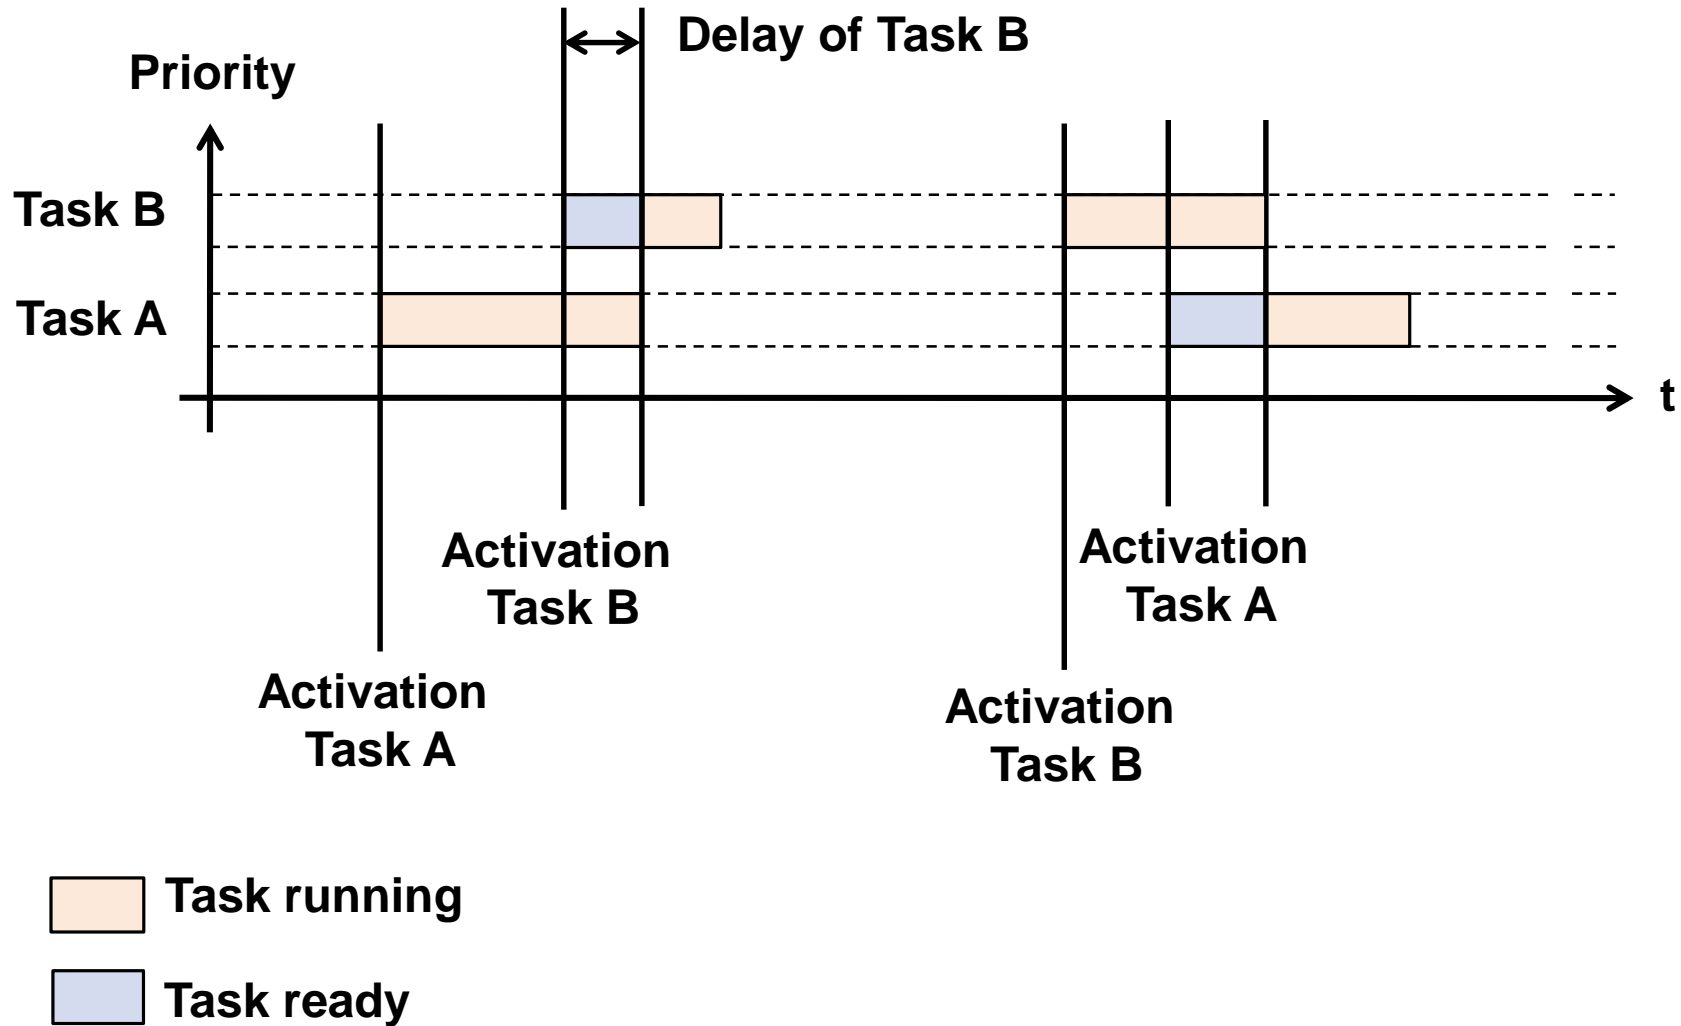 Delay of Task B
Priority
Task B
Task A
t
Activation
Task B
Activation
Task A
Activation
Task A
Activation
Task B
Task running
Task ready